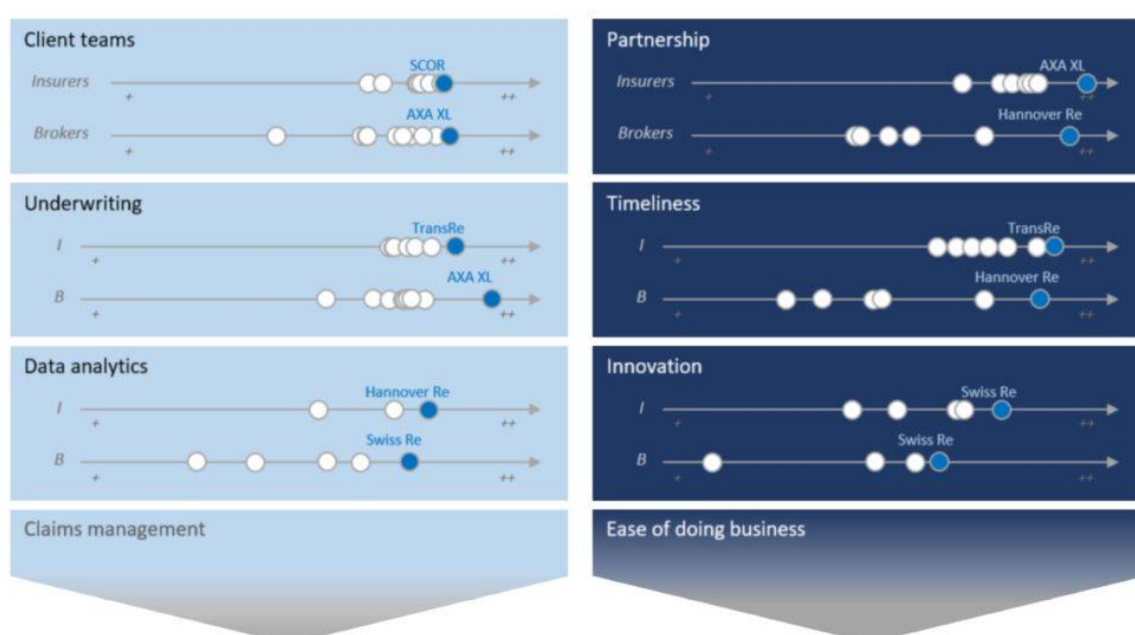 Client teams
SCOR
Insurers
+ ++
AXA XL
Brokers
+ ++
Underwriting
TransRe
I
+ ++
AXA XL
B
+ ++
Data analytics
Hannover Re
I
+ ++
Swiss Re
B
+ ++
Claims management
Partnership
AXA XL
Insurers
+ ++
Hannover Re
Brokers
+ ++
Timeliness
TransRe
I
+ ++
Hannover Re
B
+ ++
Innovation
Swiss Re
I
+ ++
Swiss Re
B
+ ++
Ease of doing business